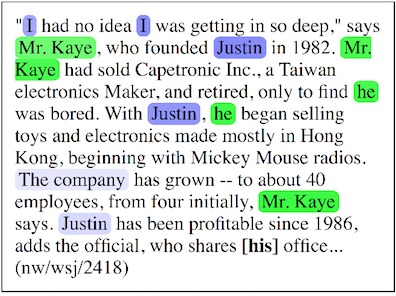 "I had no idea I was getting in so deep," says
Mr. Kaye, who founded Justin in 1982. Mr.
Kaye had sold Capetronic Inc., a Taiwan
electronics Maker, and retired, only to find he
was bored. With Justin, he began selling
toys and electronics made mostly in Hong
Kong, beginning with Mickey Mouse radios.
The company has grown -- to about 40
employees, from four initially, Mr. Kaye
says. Justin has been profitable since 1986,
adds the official, who shares [his] office...
(nw/wsj/2418)